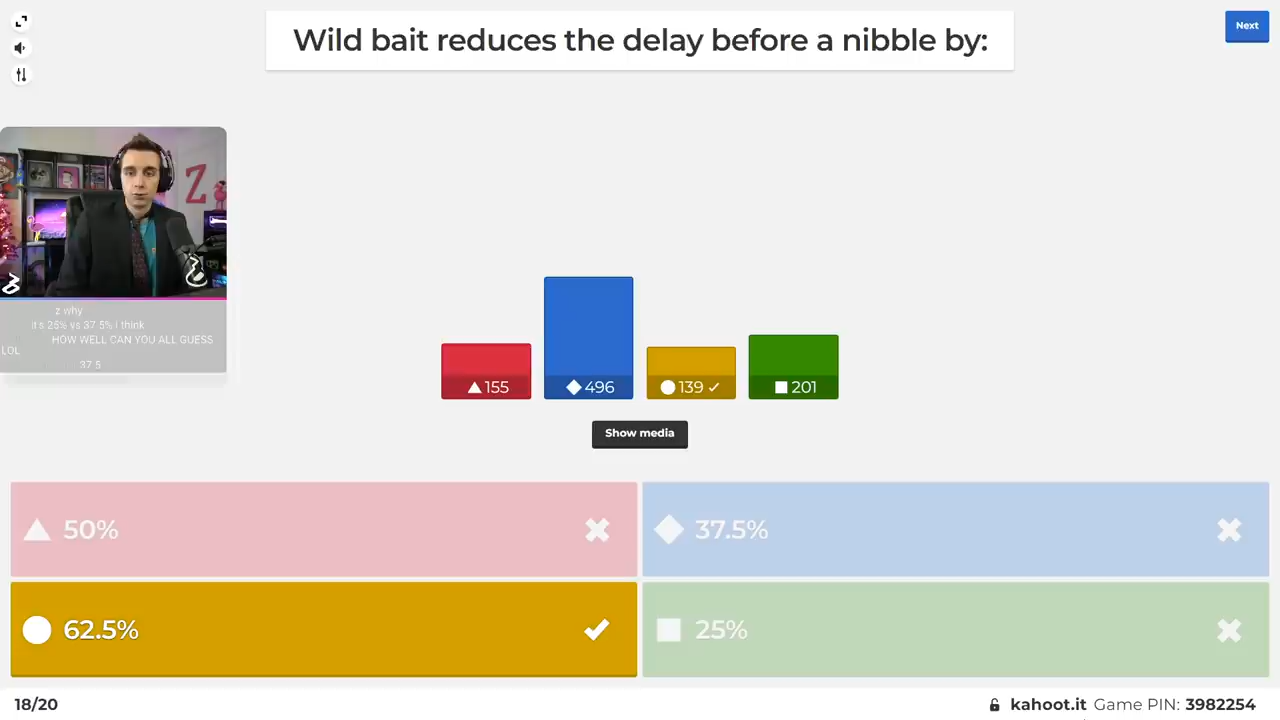 Wild bait reduces the delay before a nibble by:
Next
z why
it's 25% vs 37 5% i think
HOW WELL CAN YOU ALL GUESS
LOL
37 5
155
496
139
201
Show media
50%
37.5%
62.5%
25%
18/20
kahoot.it Game PIN: 3982254